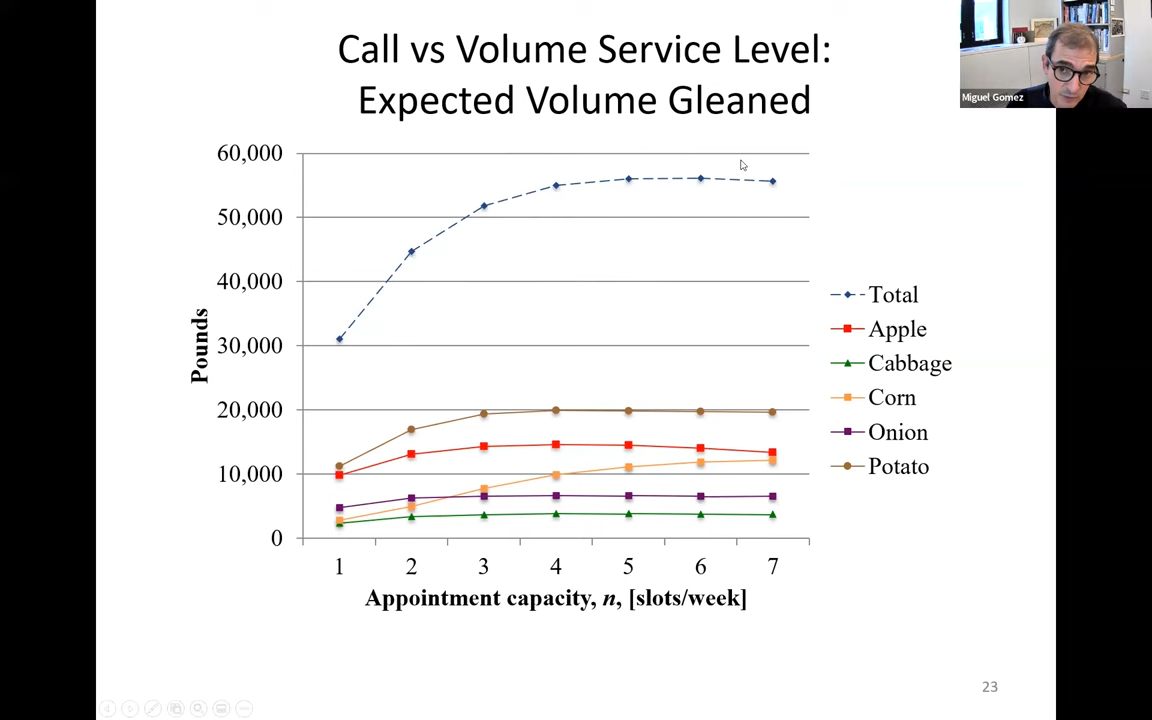 Call vs Volume Service Level:
Expected Volume Gleaned
Miguel Gomez
60,000
50,000
40,000
30,000
20,000
10,000
0
Pounds
1 2 3 4 5 6 7
Appointment capacity, n, [slots/week]
Total
Apple
Cabbage
Corn
Onion
Potato
23